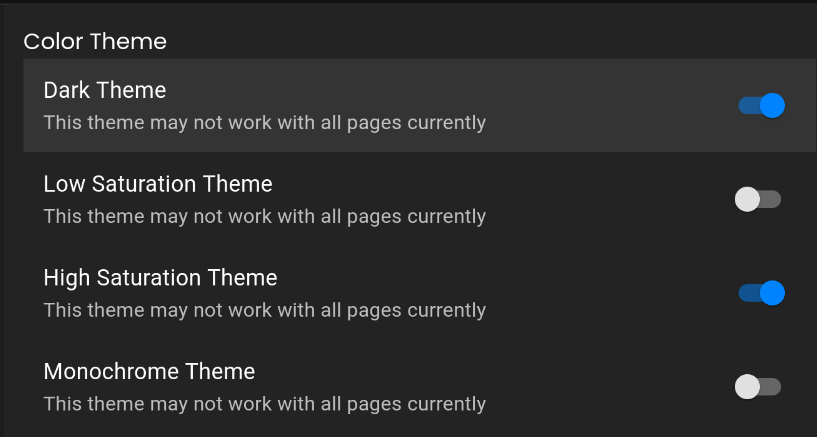 Color Theme
Dark Theme
This theme may not work with all pages currently
Low Saturation Theme
This theme may not work with all pages currently
High Saturation Theme
This theme may not work with all pages currently
Monochrome Theme
This theme may not work with all pages currently